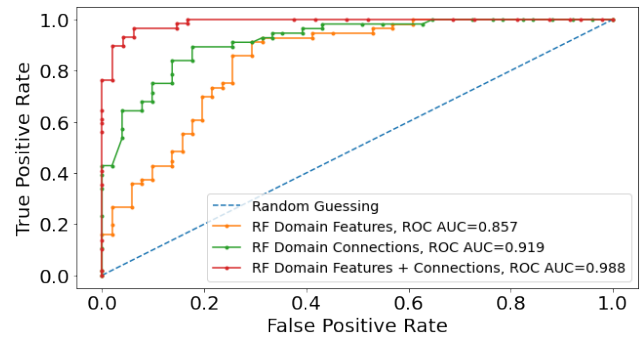 1.0
0.8
0.6
0.4
0.2
0.0
True Positive Rate
Random Guessing
RF Domain Features, ROC AUC=0.857
RF Domain Connections, ROC AUC=0.919
RF Domain Features + Connections, ROC AUC=0.988
0.0 0.2 0.4 0.6 0.8 1.0
False Positive Rate